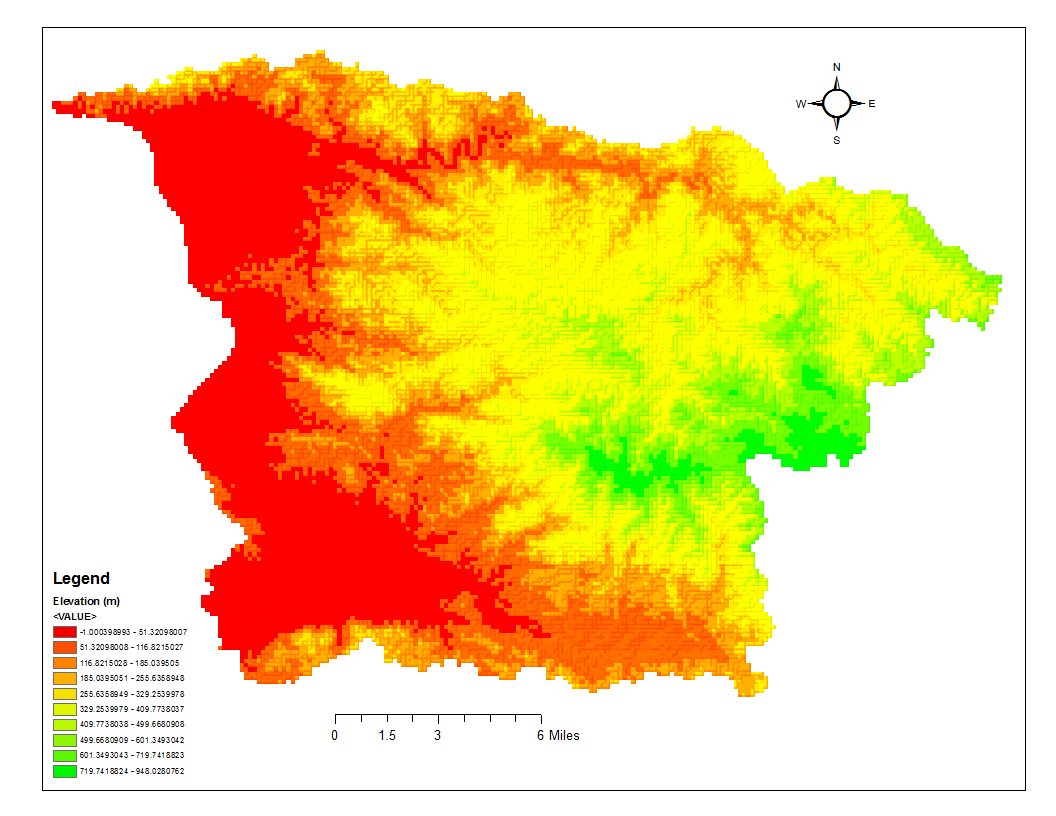 N
W E
S
Legend
Elevation (m)
<VALUE>
-1.000398993 - 51.32098007
51.32098008 - 116.8215027
116.8215028 - 185.039505
185.0395051 - 255.6358948
255.6358949 - 329.2539978
329.2539979 - 409.7738037
409.7738038 - 499.6680908
499.6680909 - 601.3493042
601.3493043 - 719.7418823
719.7418824 - 948.0280762
0 1.5 3 6 Miles